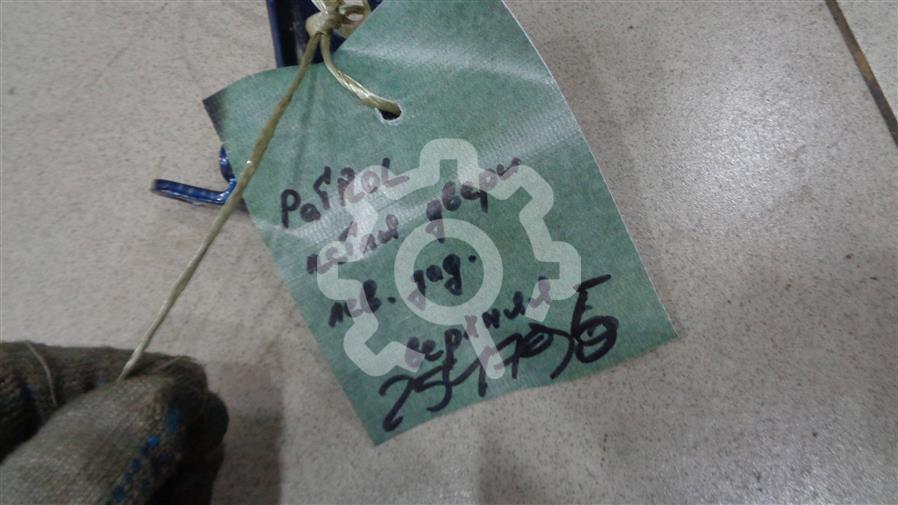 PaTROL
петля двери
лев. зад.
верхняя